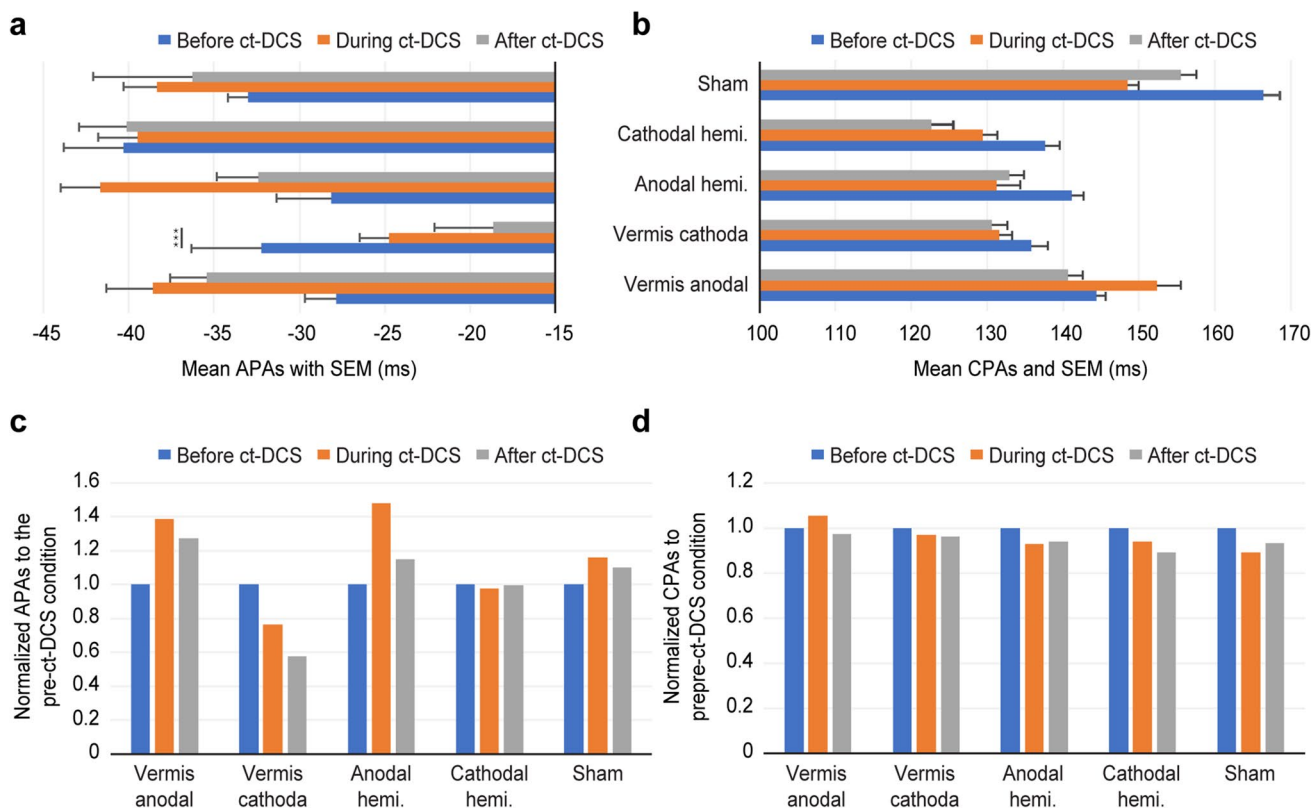 a
Before ct-DCS During ct-DCS After ct-DCS
***
-45 -40 -35 -30 -25 -20 -15
Mean APAs with SEM (ms)
b
Before ct-DCS During ct-DCS After ct-DCS
Sham
Cathodal hemi.
Anodal hemi.
Vermis cathoda
Vermis anodal
100 110 120 130 140 150 160 170
Mean CPAs and SEM (ms)
c
Before ct-DCS During ct-DCS After ct-DCS
Normalized APAs to the
pre-ct-DCS condition
1.6
1.4
1.2
1.0
0.8
0.6
0.4
0.2
0
Vermis Vermis Anodal Cathodal Sham
anodal cathoda hemi. hemi.
d
Before ct-DCS During ct-DCS After ct-DCS
Normalized CPAs to
prepre-ct-DCS condition
1.2
1.0
0.8
0.6
0.4
0.2
0
Vermis Vermis Anodal Cathodal Sham
anodal cathoda hemi. hemi.